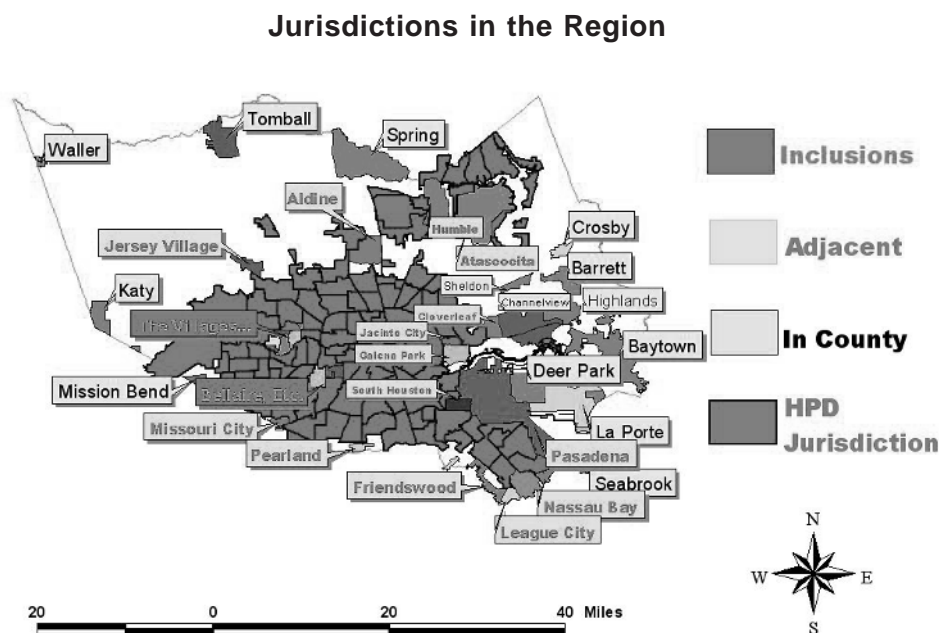 Jurisdictions in the Region
Tomball
Spring
Waller
Inclusions
Aldine
Humble
Crosby
Jersey Village
Atascocita
Adjacent
Barrett
Sheldon
Katy
Channelview
Highlands
Cloverleaf
The Villages...
Jacinto City
Baytown
In County
Galena Park
Deer Park
Mission Bend
Bellaire, Etc.
South Houston
HPD
Jurisdiction
Missouri City
La Porte
Pearland
Pasadena
Friendswood
Seabrook
Nassau Bay
League City
N
W E
S
20 0 20 40 Miles